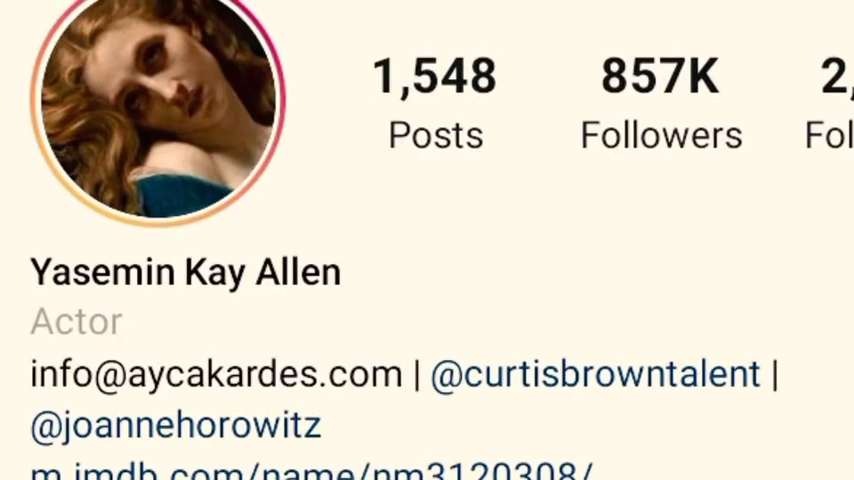 1,548 857K 2,
Posts Followers Fol
Yasemin Kay Allen
Actor
info@aycakardes.com | @curtisbrowntalent |
@joannehorowitz
m.imdb.com/name/nm3120308/